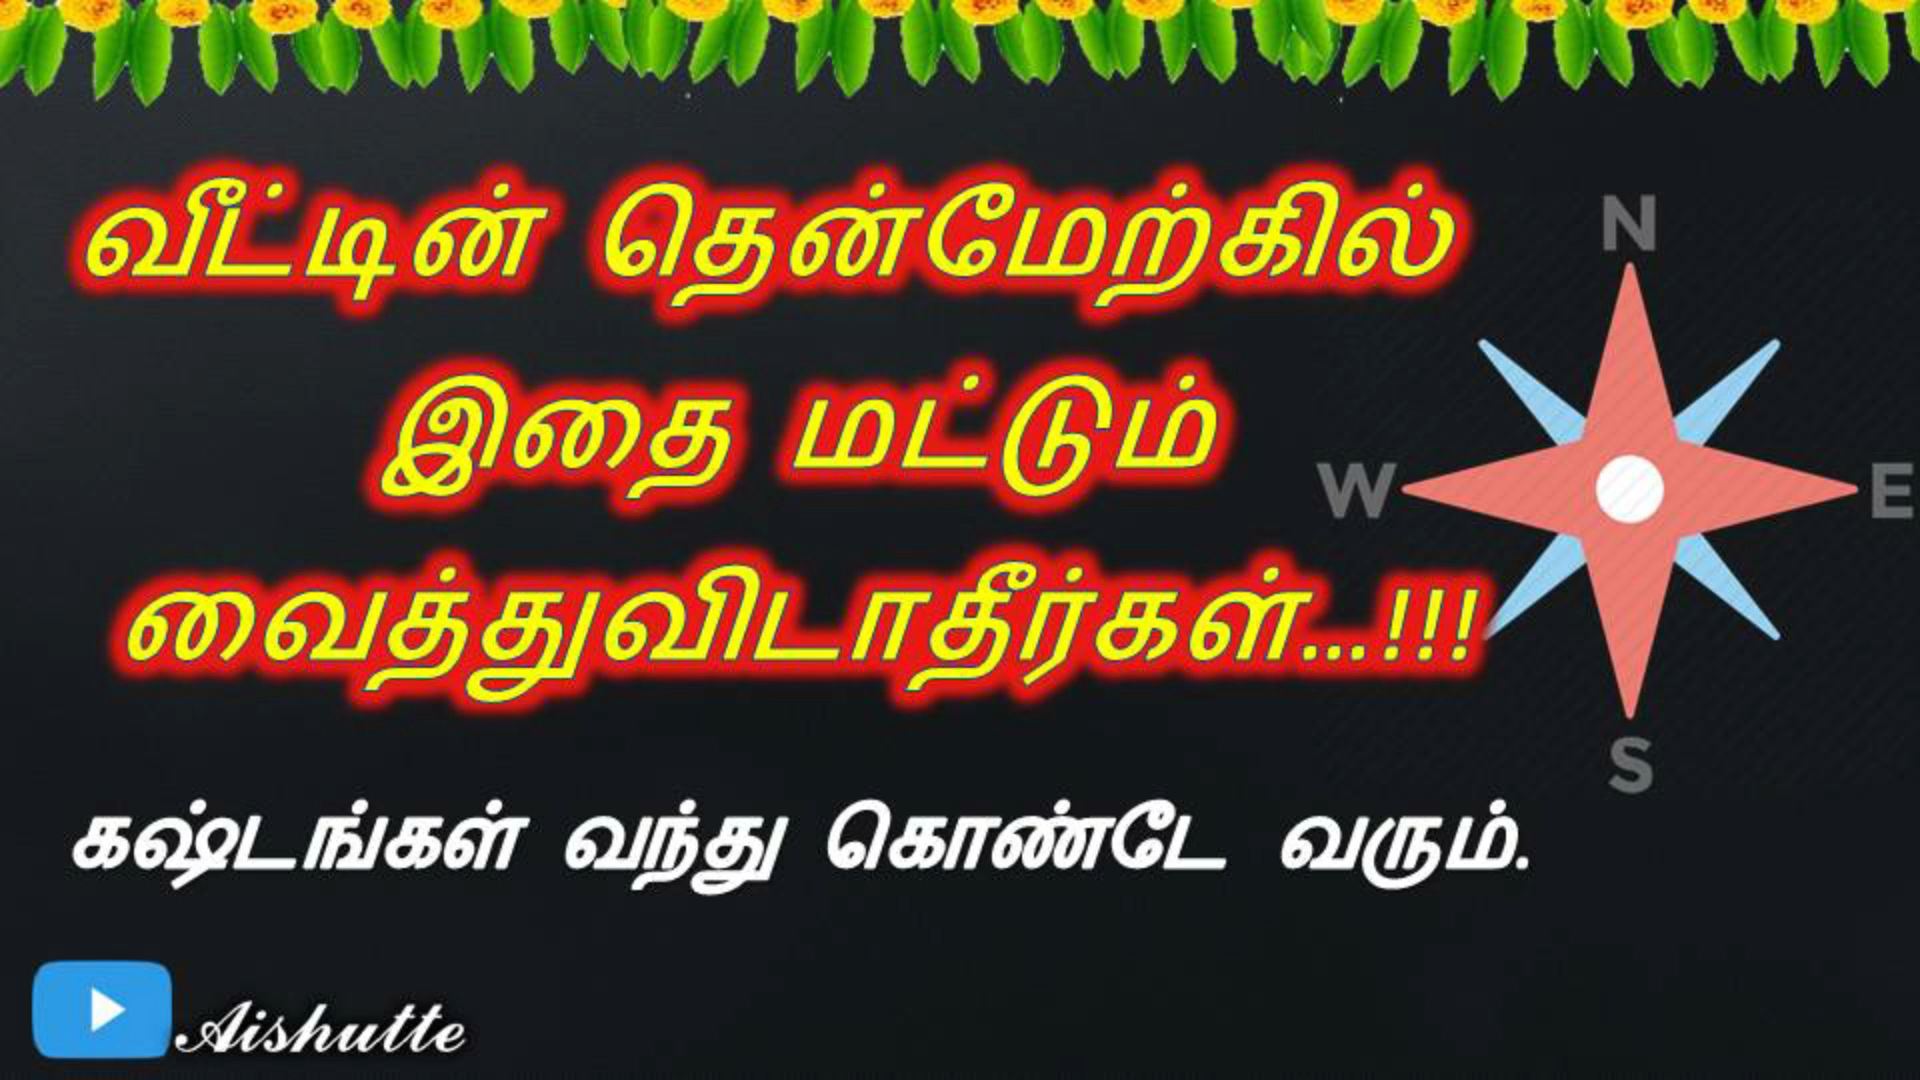 வீட்டின் தென்மேற்கில்
இதை மட்டும்
வைத்துவிடாதீர்கள்...!!!
கஷ்டங்கள் வந்து கொண்டே வரும்.
N
W E
S
Aishutte